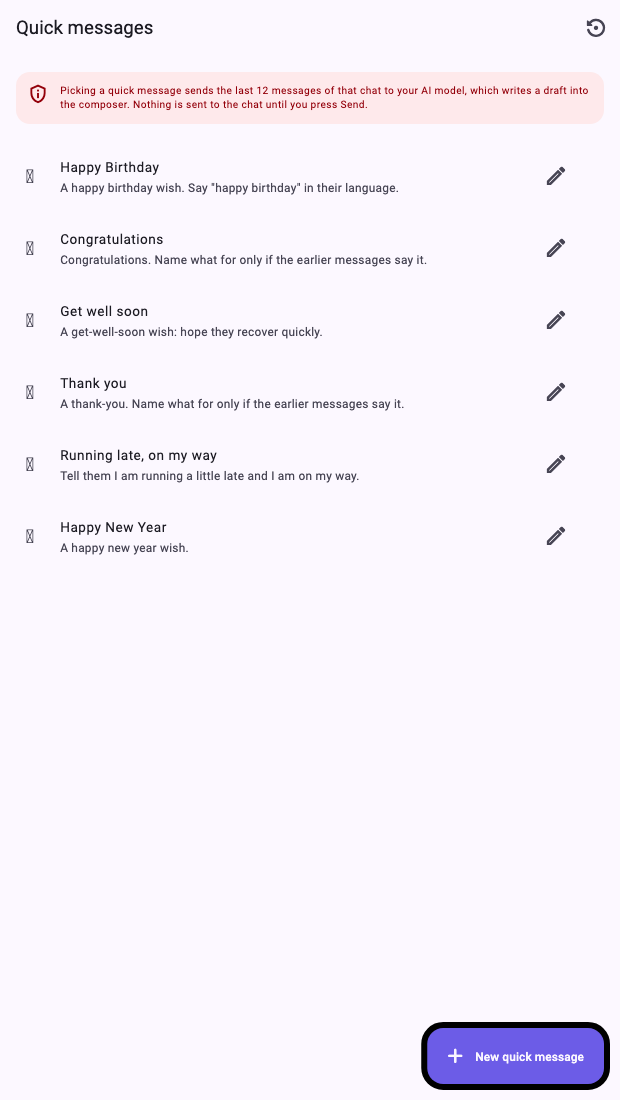 Quick messages
Picking a quick message sends the last 12 messages of that chat to your AI model, which writes a draft into
the composer. Nothing is sent to the chat until you press Send.
Happy Birthday
A happy birthday wish. Say "happy birthday" in their language.
Congratulations
Congratulations. Name what for only if the earlier messages say it.
Get well soon
A get-well-soon wish: hope they recover quickly.
Thank you
A thank-you. Name what for only if the earlier messages say it.
Running late, on my way
Tell them I am running a little late and I am on my way.
Happy New Year
A happy new year wish.
New quick message